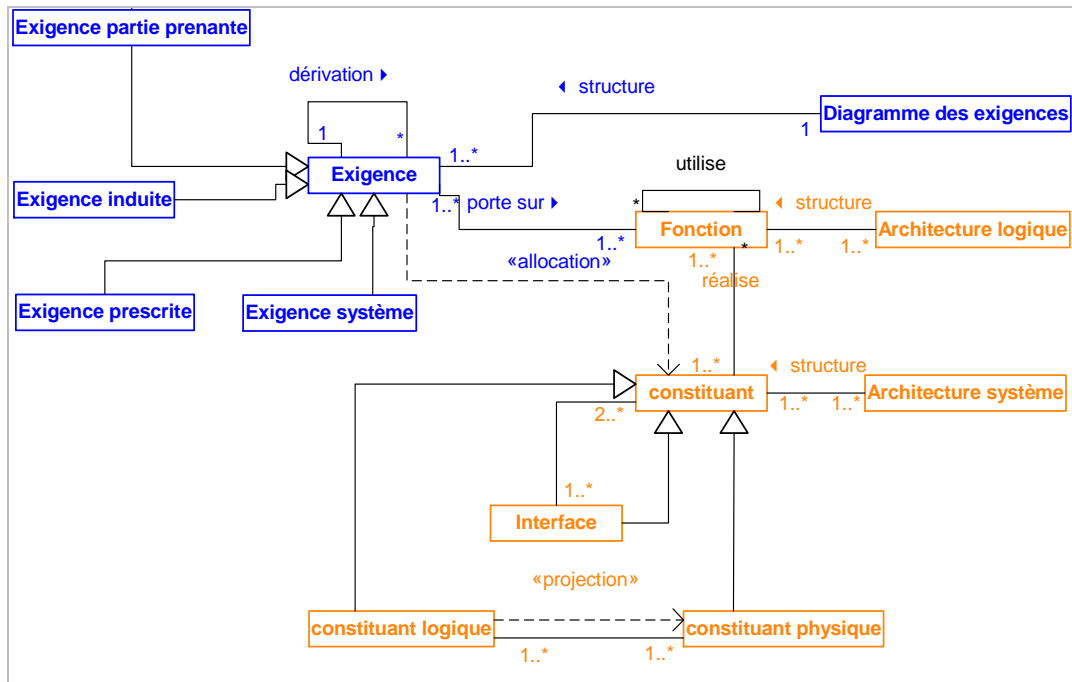 Exigence partie prenante
dérivation
structure
1
*
Diagramme des exigences
1
1..*
utilise
Exigence
Exigence induite
1..*
porte sur
*
structure
Fonction
Architecture logique
1..*
1..*
*
1..*
1..*
«allocation»
réalise
Exigence prescrite
Exigence système
1..*
structure
constituant
Architecture système
2..*
1..*
1..*
1..*
Interface
«projection»
constituant logique
constituant physique
1..*
1..*